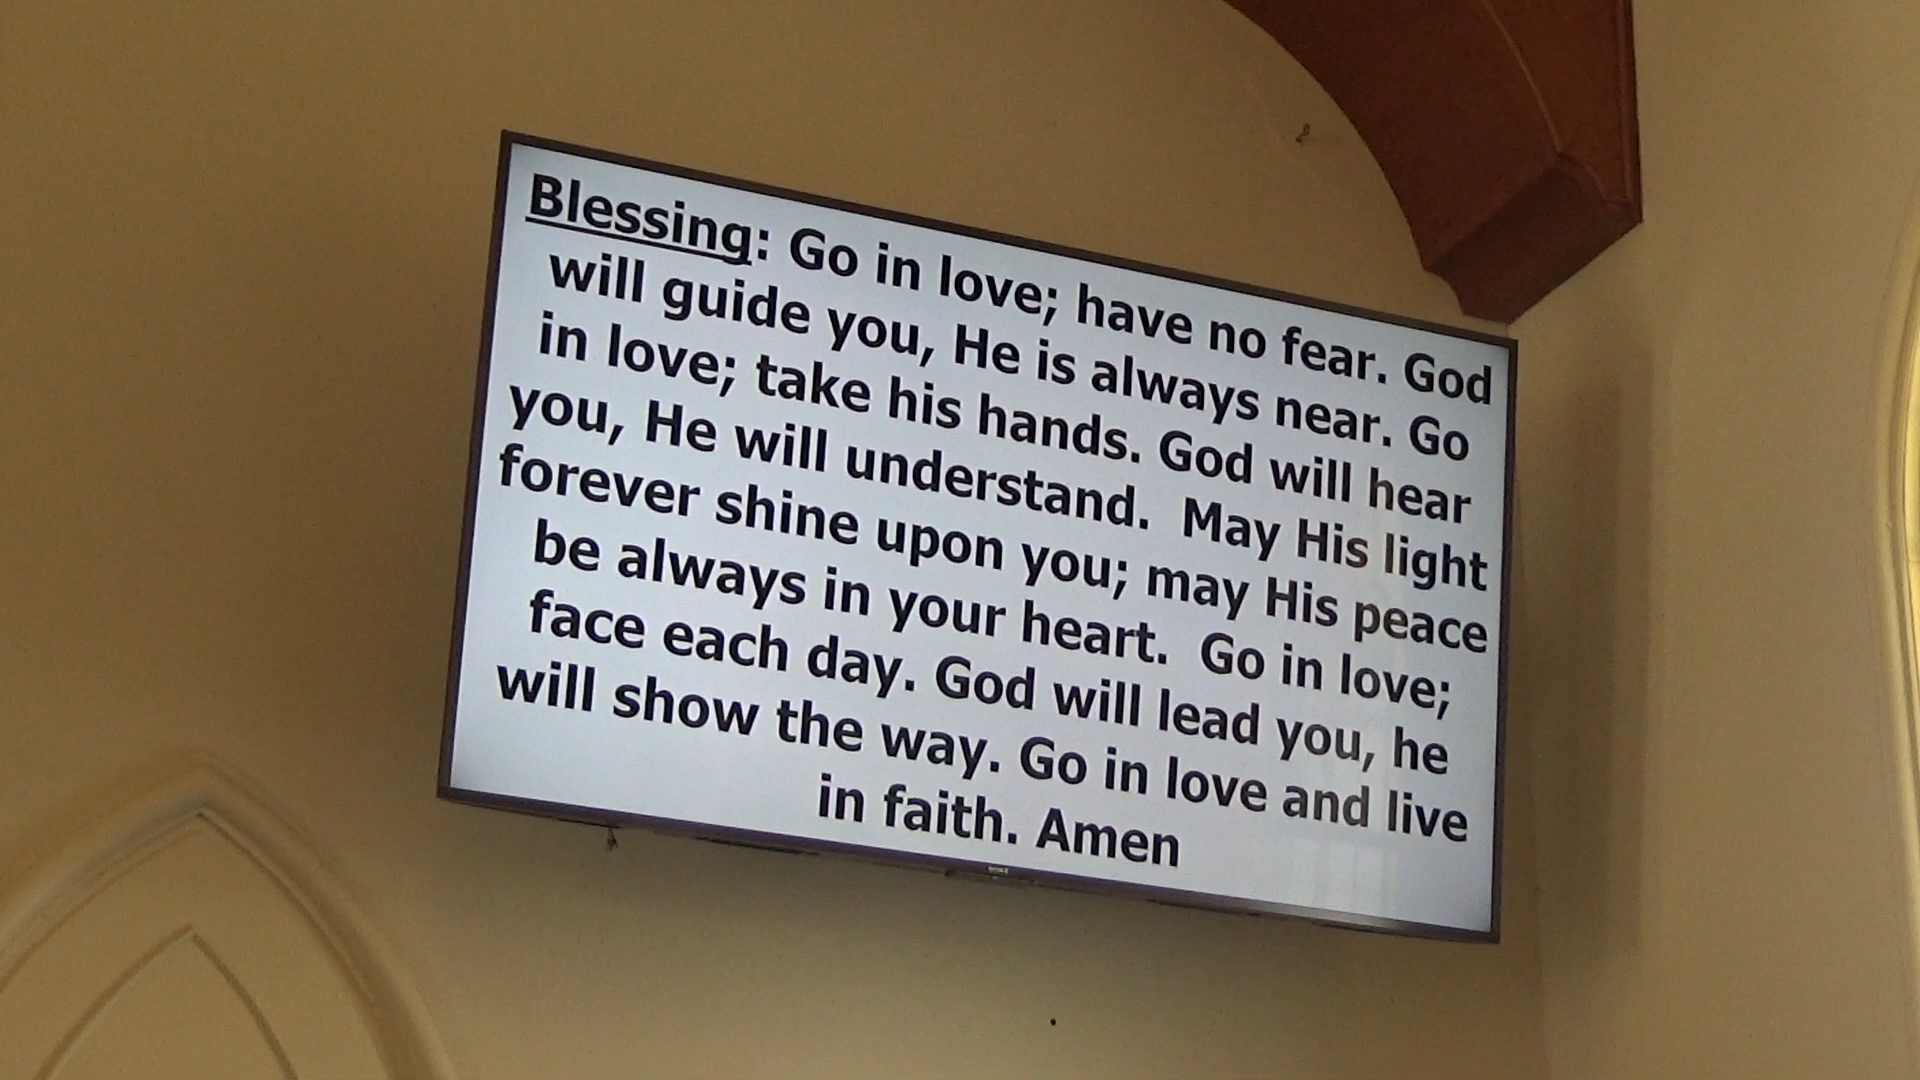 Blessing: Go in love; have no fear. God
will guide you, He is always near. Go
in love; take his hands. God will hear
you, He will understand.  May His light
forever shine upon you; may His peace
be always in your heart.  Go in love;
face each day. God will lead you, he
will show the way. Go in love and live
in faith. Amen